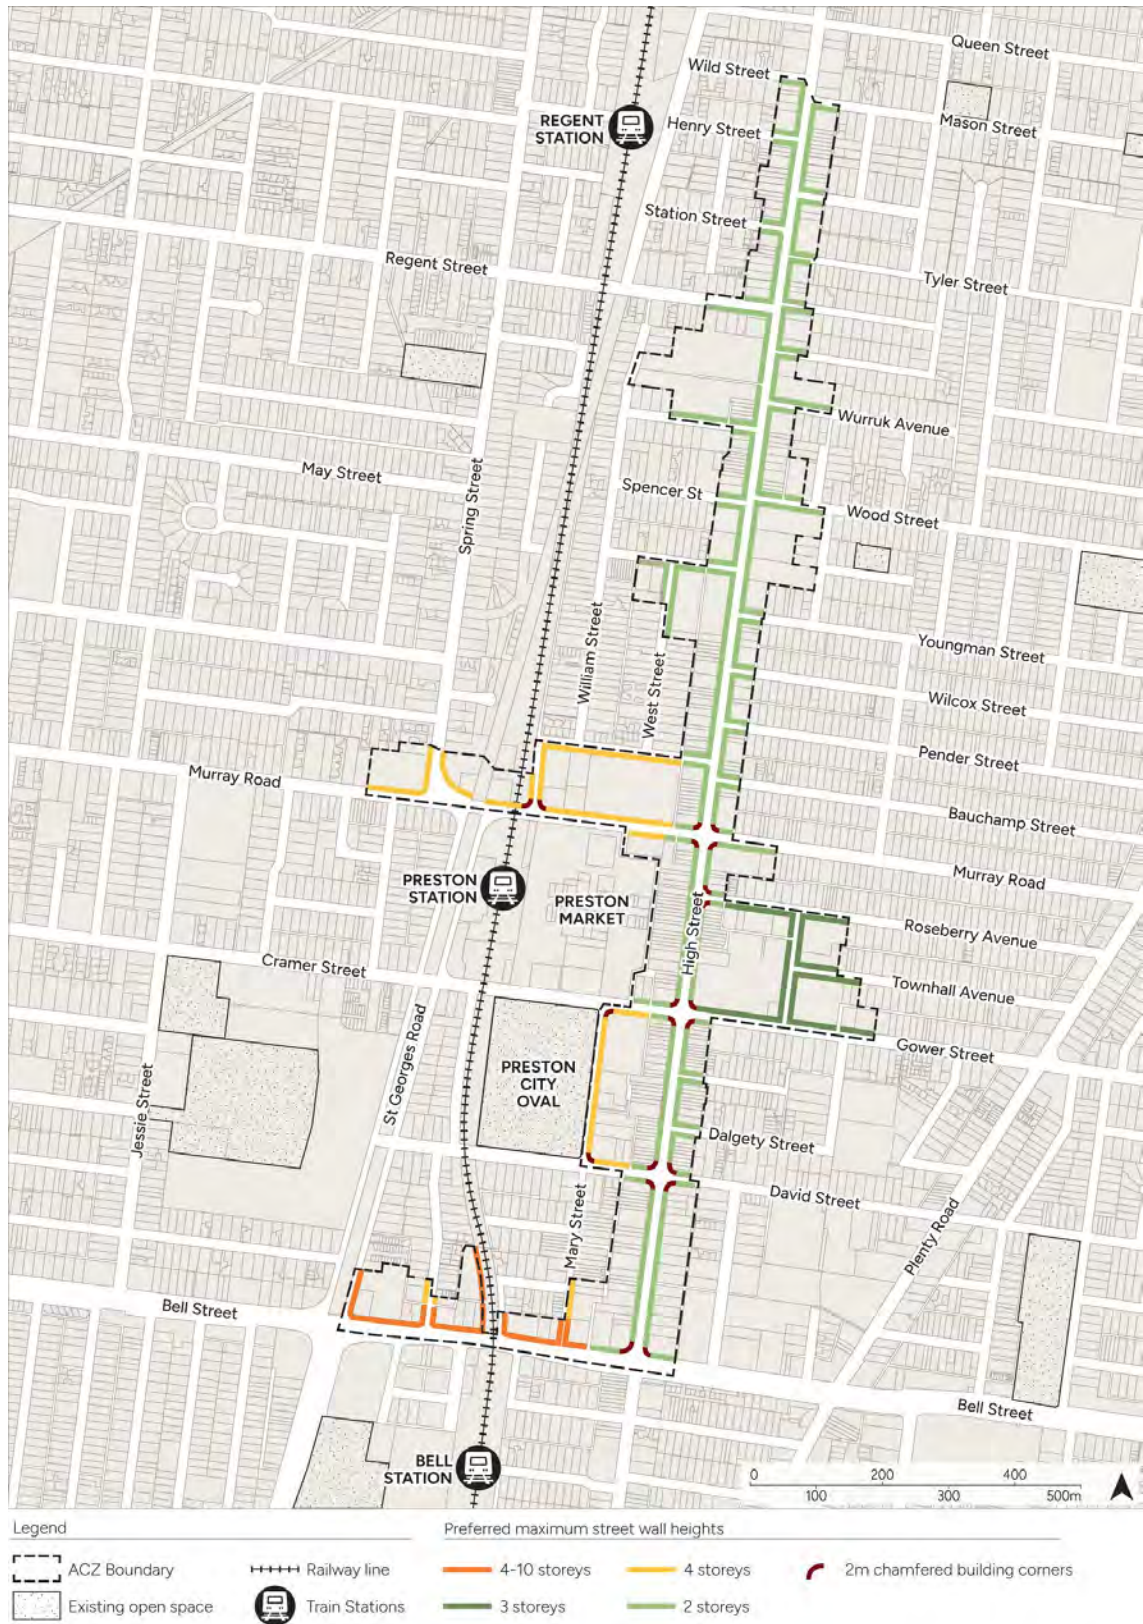 Queen Street
Wild Street
REGENT
STATION
Henry Street
Mason Street
Station Street
Regent Street
Tyler Street
Wurruk Avenue
May Street
Spring Street
Spencer St
Wood Street
William Street
West Street
Youngman Street
Wilcox Street
Pender Street
Murray Road
Bauchamp Street
PRESTON
STATION
PRESTON
MARKET
Murray Road
High Street
Roseberry Avenue
Cramer Street
Townhall Avenue
St Georges Road
PRESTON
CITY
OVAL
Gower Street
Jessie Street
Dalgety Street
David Street
Mary Street
Plenty Road
Bell Street
Bell Street
BELL
STATION
0 200 400
100 300 500m
Legend
ACZ Boundary
Existing open space
Railway line
Train Stations
Preferred maximum street wall heights
4-10 storeys
3 storeys
4 storeys
2 storeys
2m chamfered building corners